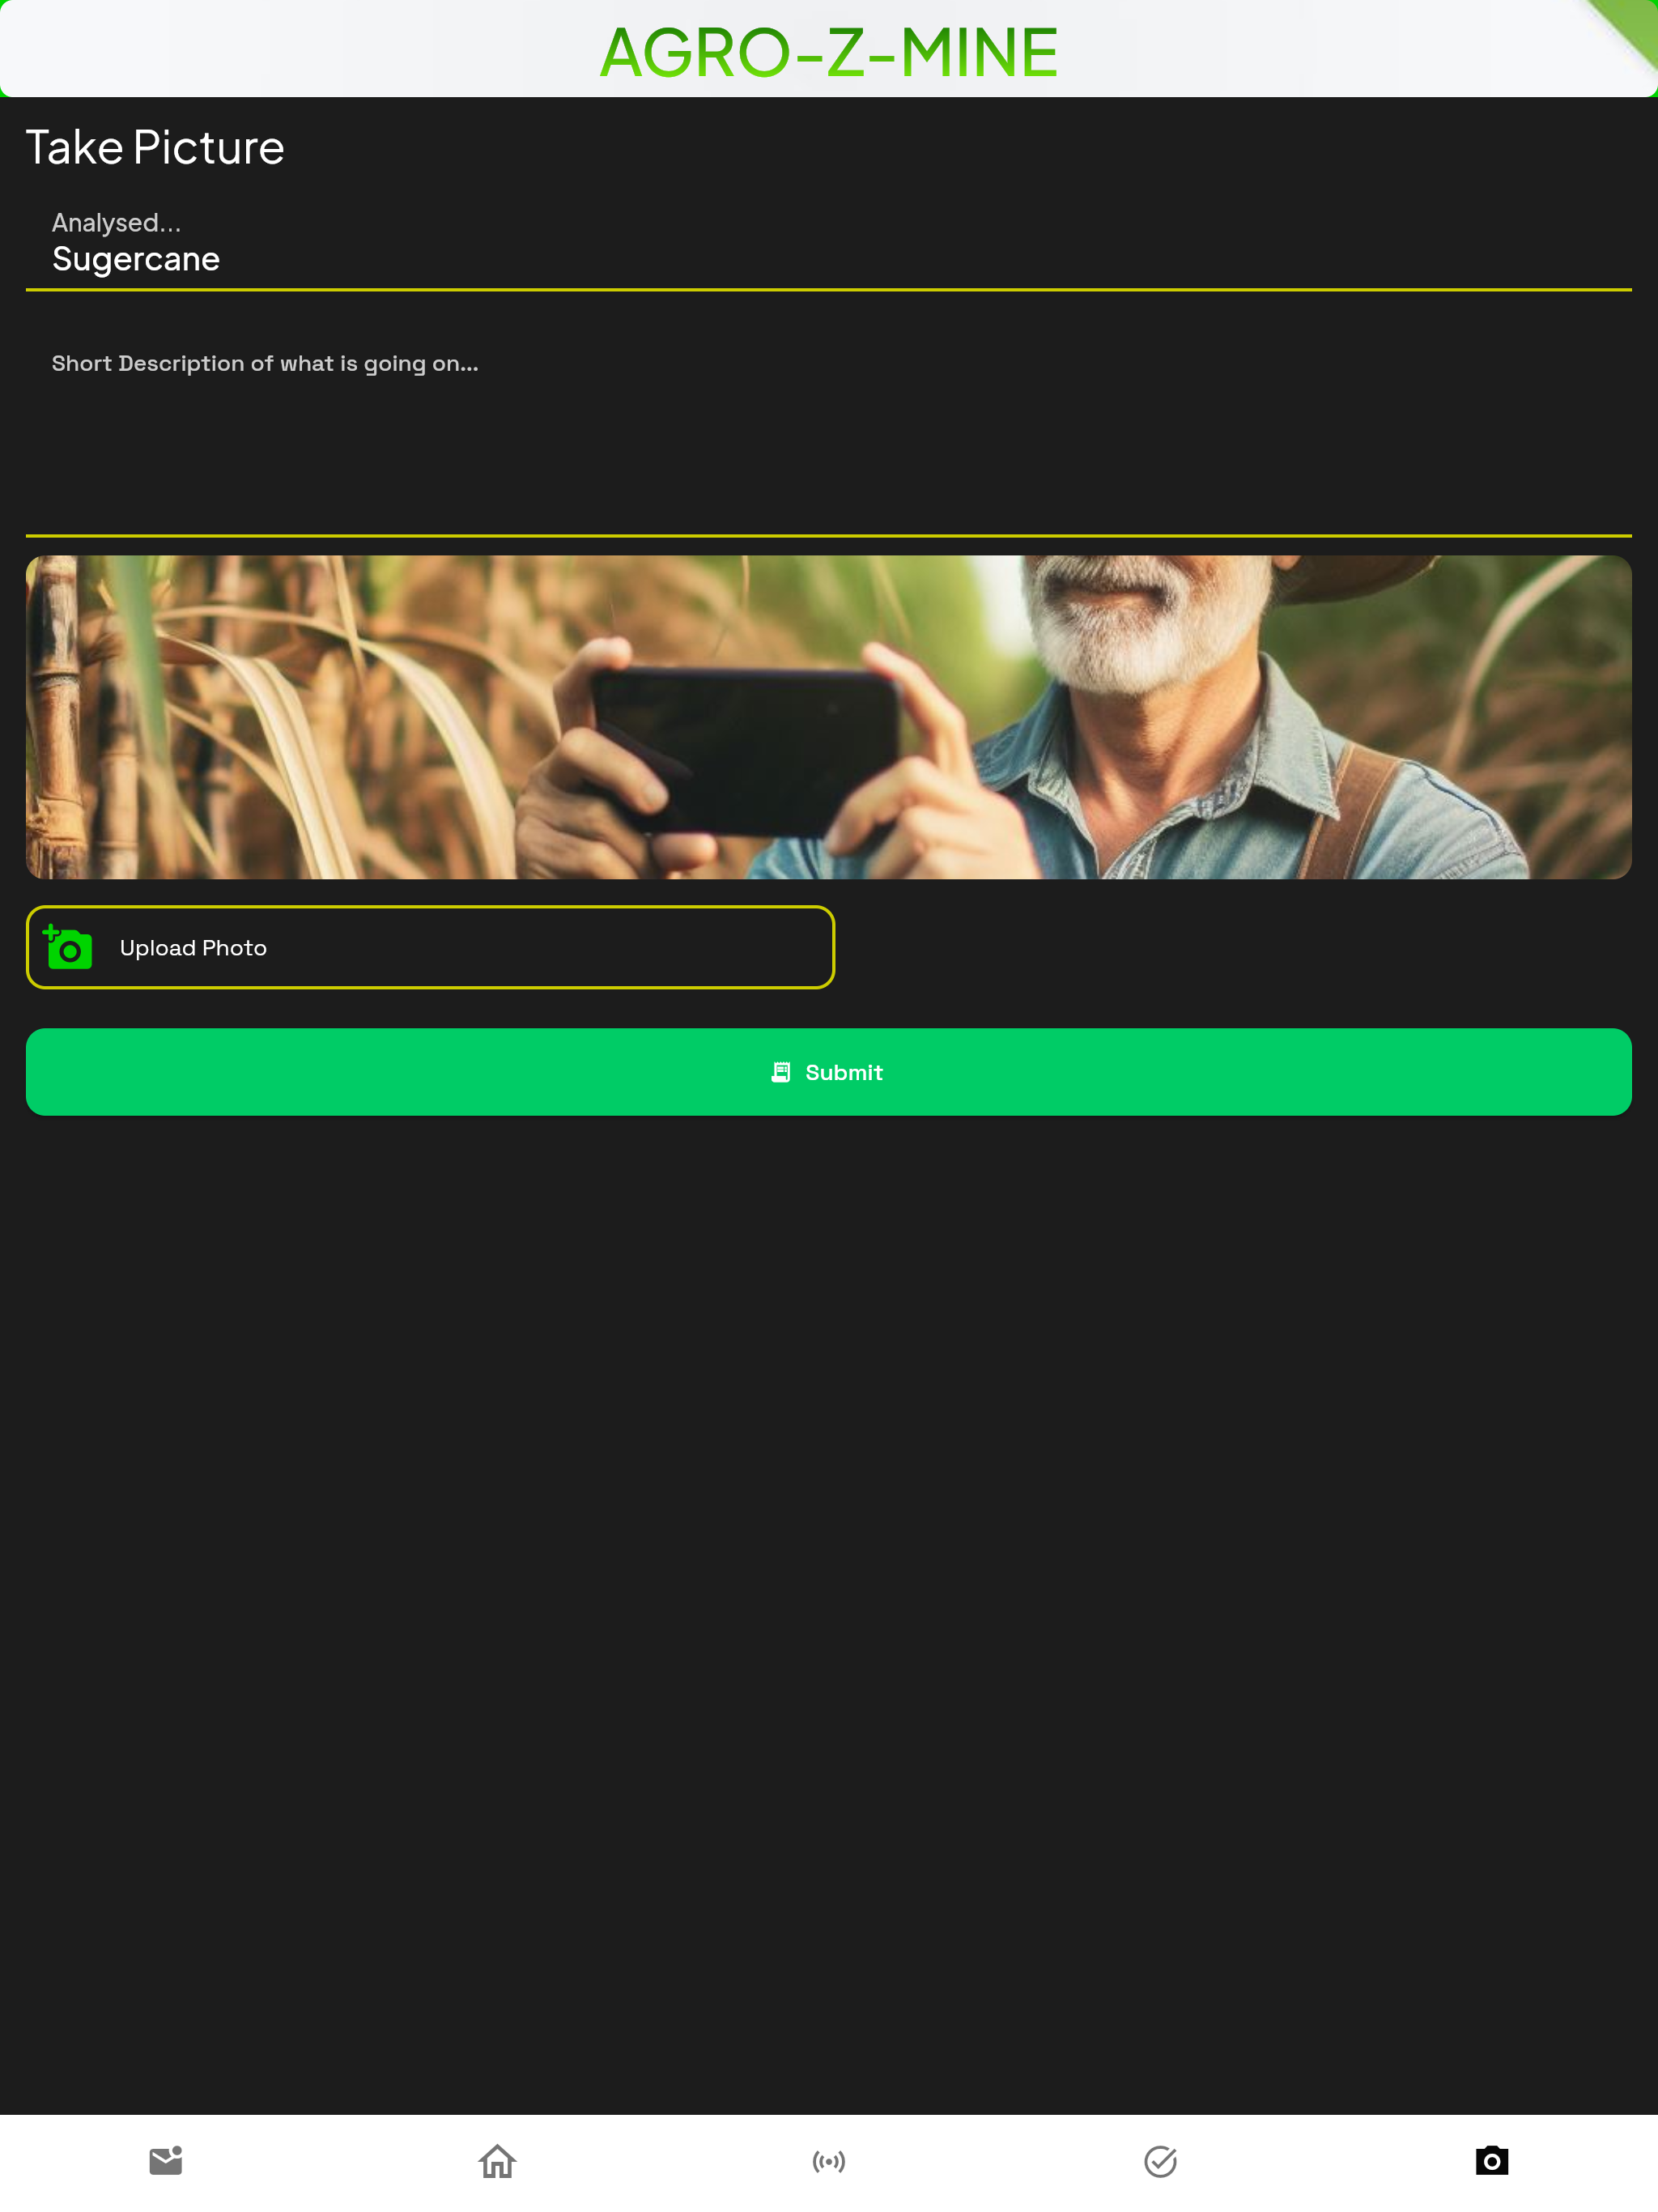 AGRO-Z-MINE
Take Picture
Analysed...
Sugercane
Short Description of what is going on...
Upload Photo
Submit